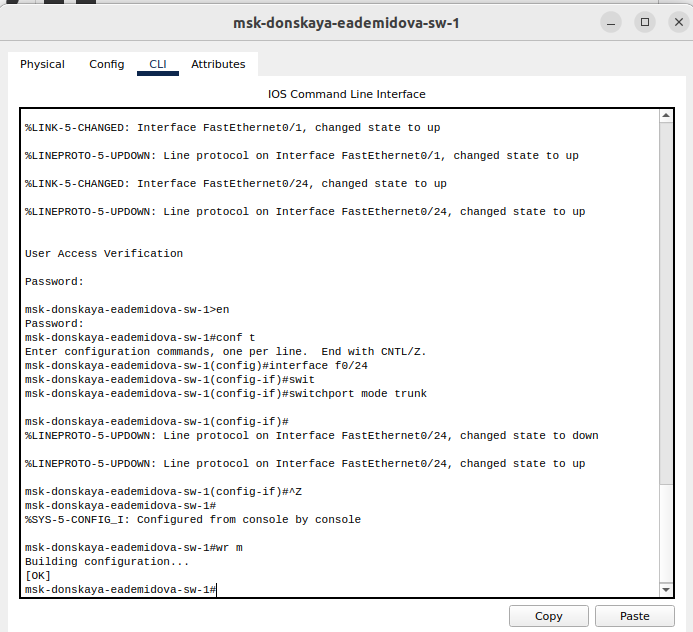 msk-donskaya-eademidova-sw-1
Physical Config CLI Attributes
IOS Command Line Interface
%LINK-5-CHANGED: Interface FastEthernet0/1, changed state to up
%LINEPROTO-5-UPDOWN: Line protocol on Interface FastEthernet0/1, changed state to up
%LINK-5-CHANGED: Interface FastEthernet0/24, changed state to up
%LINEPROTO-5-UPDOWN: Line protocol on Interface FastEthernet0/24, changed state to up
User Access Verification
Password:
msk-donskaya-eademidova-sw-1>en
Password:
msk-donskaya-eademidova-sw-1#conf t
Enter configuration commands, one per line.  End with CNTL/Z.
msk-donskaya-eademidova-sw-1(config)#interface f0/24
msk-donskaya-eademidova-sw-1(config-if)#swit
msk-donskaya-eademidova-sw-1(config-if)#switchport mode trunk
msk-donskaya-eademidova-sw-1(config-if)#
%LINEPROTO-5-UPDOWN: Line protocol on Interface FastEthernet0/24, changed state to down
%LINEPROTO-5-UPDOWN: Line protocol on Interface FastEthernet0/24, changed state to up
msk-donskaya-eademidova-sw-1(config-if)#^Z
msk-donskaya-eademidova-sw-1#
%SYS-5-CONFIG_I: Configured from console by console
msk-donskaya-eademidova-sw-1#wr m
Building configuration...
[OK]
msk-donskaya-eademidova-sw-1#
Copy Paste